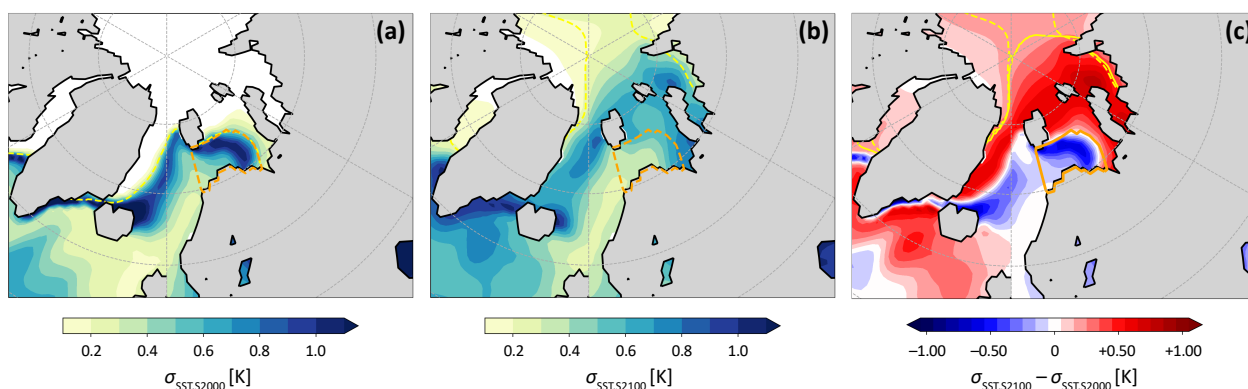 (a)
(b)
(c)
0.2 0.4 0.6 0.8 1.0
0.2 0.4 0.6 0.8 1.0
−1.00 −0.50 0 +0.50 +1.00
σSST,S2000 [K]
σSST,S2100 [K]
σSST,S2100 − σSST,S2000 [K]